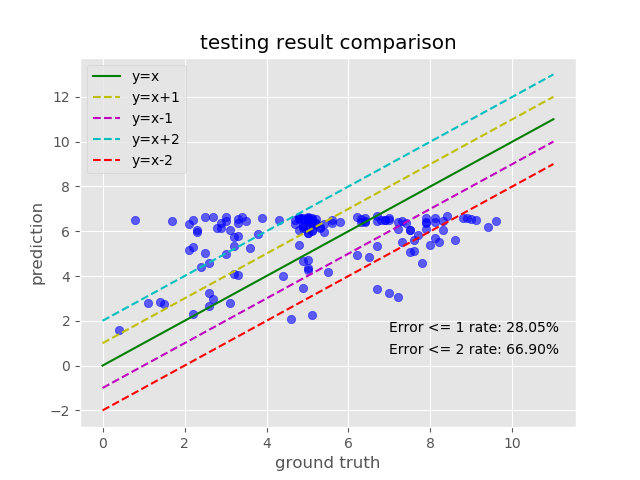 testing result comparison
y=x
y=x+1
y=x-1
y=x+2
y=x-2
12
10
8
6
4
2
0
−2
prediction
Error <= 1 rate: 28.05%
Error <= 2 rate: 66.90%
0 2 4 6 8 10
ground truth